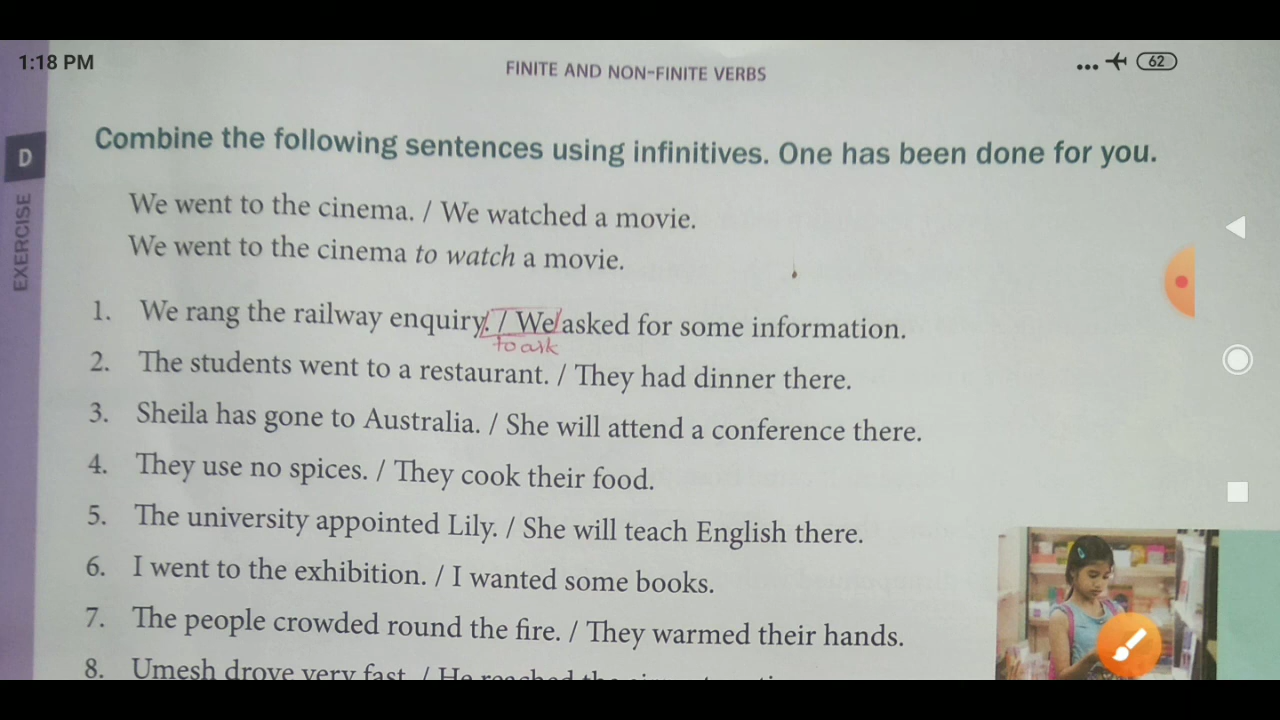 1:18 PM
62
FINITE AND NON-FINITE VERBS
D
EXERCISE
Combine the following sentences using infinitives. One has been done for you.
We went to the cinema. / We watched a movie.
We went to the cinema to watch a movie.
1. We rang the railway enquiry. / We asked for some information.
to ask
2. The students went to a restaurant. / They had dinner there.
3. Sheila has gone to Australia. / She will attend a conference there.
4. They use no spices. / They cook their food.
5. The university appointed Lily. / She will teach English there.
6. I went to the exhibition. / I wanted some books.
7. The people crowded round the fire. / They warmed their hands.
8. Umesh drove very fast. / He reached the